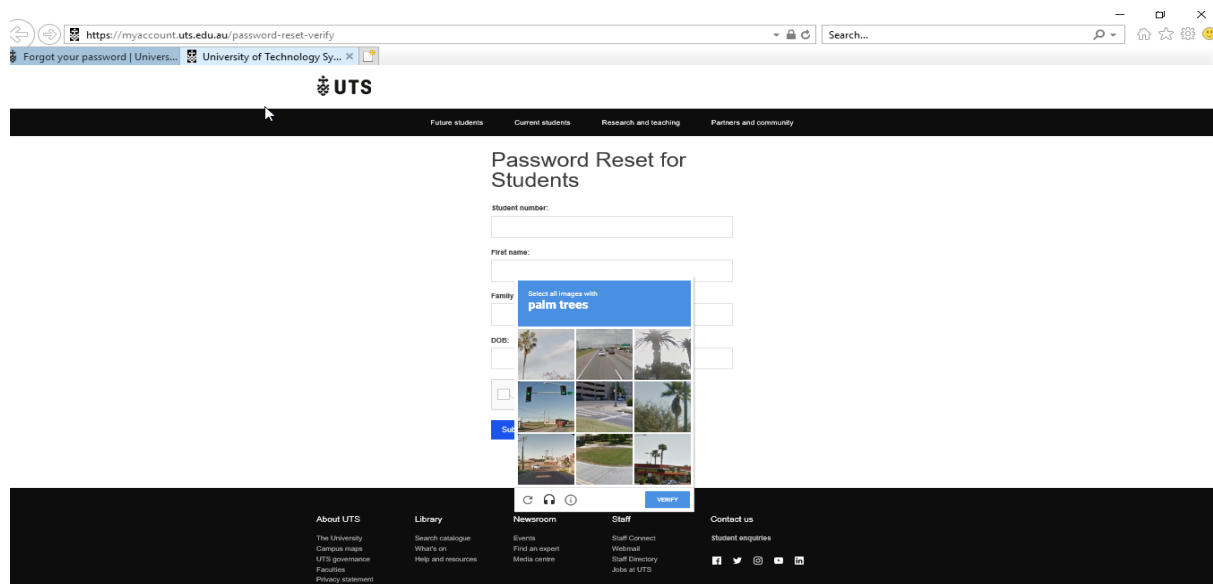 https://myaccount.uts.edu.au/password-reset-verify
Search...
Forgot your password | Univers...
University of Technology Sy...
UTS
Future students
Current students
Research and teaching
Partners and community
Password Reset for
Students
Student number:
First name:
Family
Select all images with
palm trees
DOB:
Sub
VERIFY
About UTS
The University
Campus maps
UTS governance
Faculties
Privacy statement
Library
Search catalogue
What's on
Help and resources
Newsroom
Events
Find an expert
Media centre
Staff
Staff Connect
Webmail
Staff Directory
Jobs at UTS
Contact us
Student enquiries